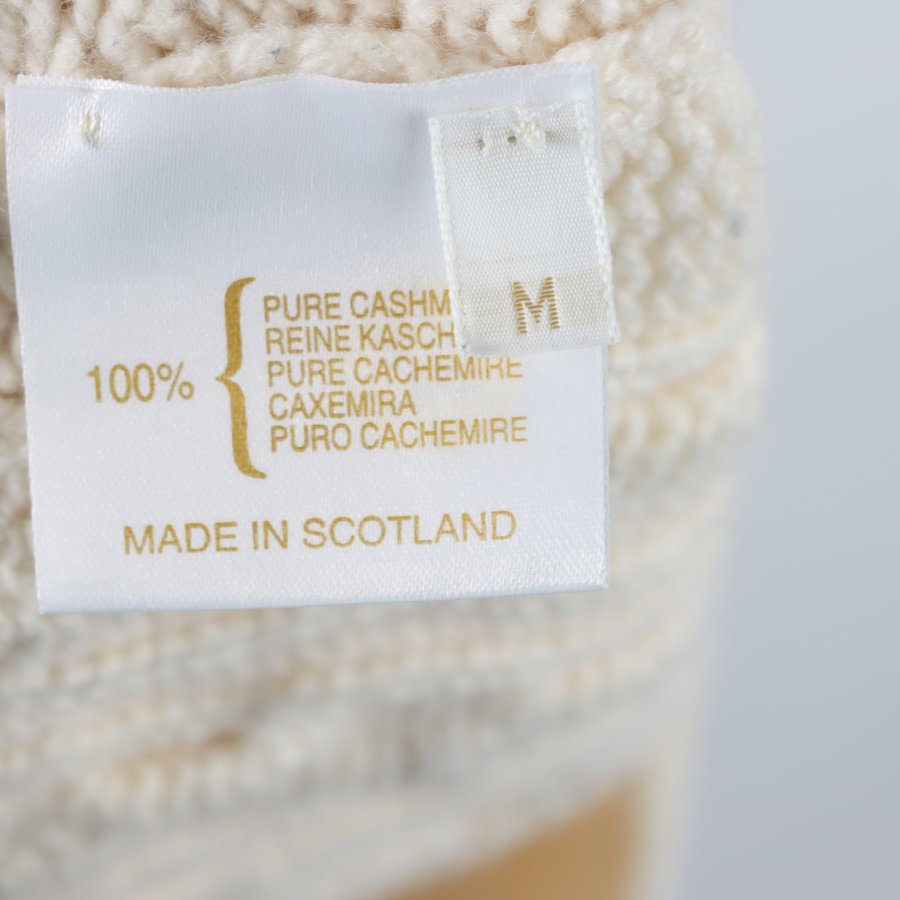 M
100%
PURE CASHM
REINE KASCH
PURE CACHEMIRE
CAXEMIRA
PURO CACHEMIRE
MADE IN SCOTLAND